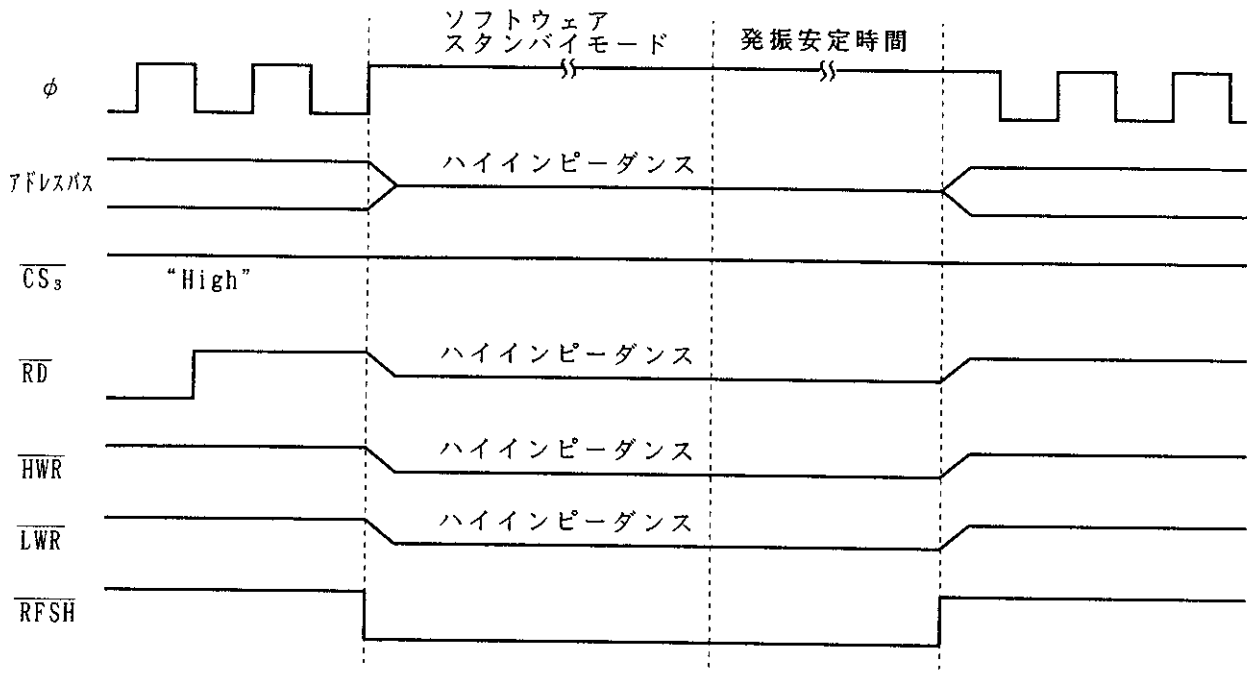 ソフトウェア
スタンバイモード
発振安定時間
φ
アドレスバス
ハイインピーダンス
CS₃
“High”
RD
ハイインピーダンス
HWR
ハイインピーダンス
LWR
ハイインピーダンス
RFSH